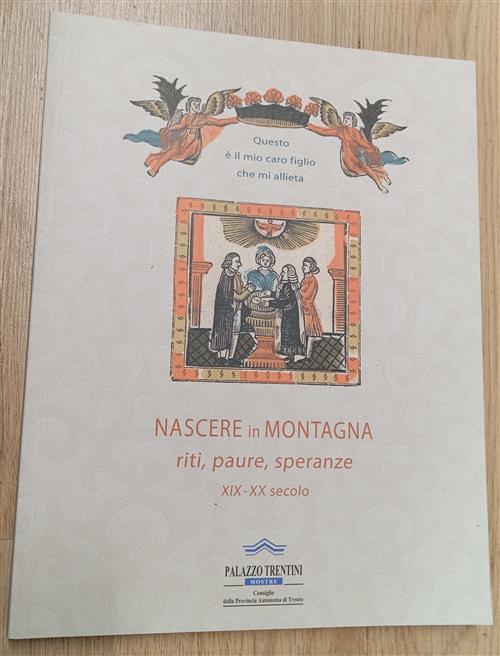 Questo
è il mio caro figlio
che mi allieta
NASCERE in MONTAGNA
riti, paure, speranze
XIX-XX secolo
PALAZZO TRENTINI
MOSTRE
Consiglio
della Provincia Autonoma di Trento